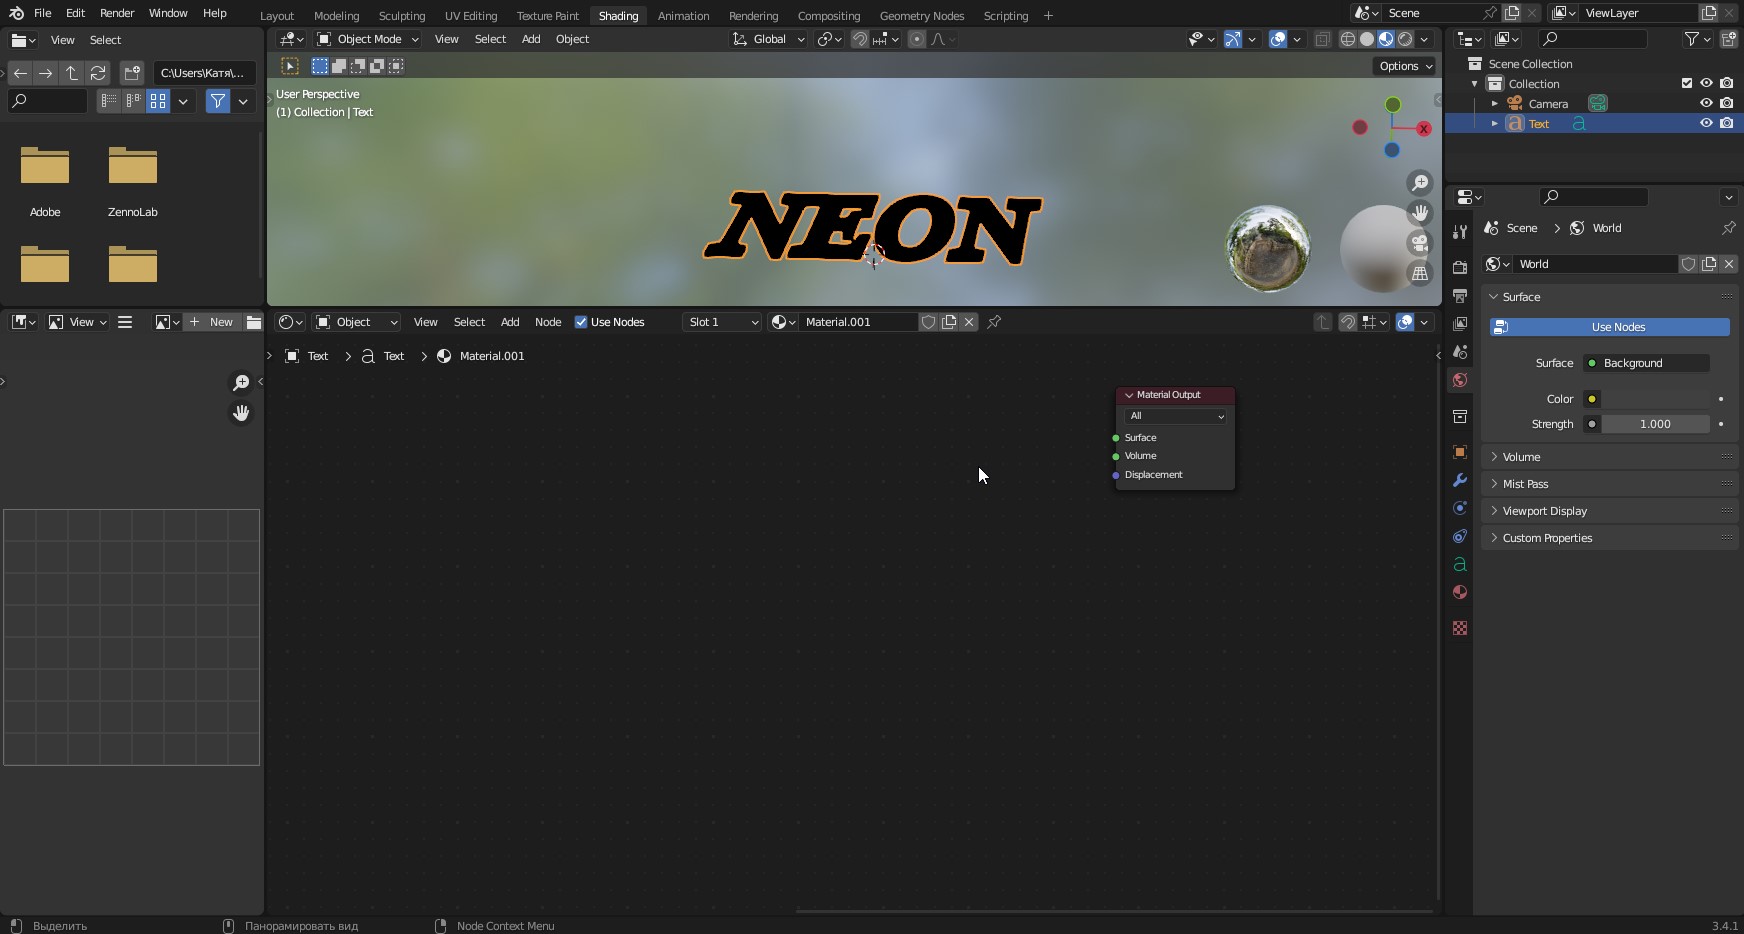 File Edit Render Window Help Layout Modeling Sculpting UV Editing Texture Paint Shading Animation Rendering Compositing Geometry Nodes Scripting + Scene ViewLayer
View Select
Object Mode View Select Add Object Global
C:\Users\Катя\...
Options
User Perspective
(1) Collection | Text
X
NEON
Adobe ZennoLab
Scene Collection
Collection
Camera
Text
Scene > World
World
Surface
Use Nodes
Surface Background
Color
Strength 1.000
Volume
Mist Pass
Viewport Display
Custom Properties
View + New
Object View Select Add Node Use Nodes Slot 1 Material.001
Text > Text > Material.001
Material Output
All
Surface
Volume
Displacement
Выделить Панорамировать вид Node Context Menu 3.4.1